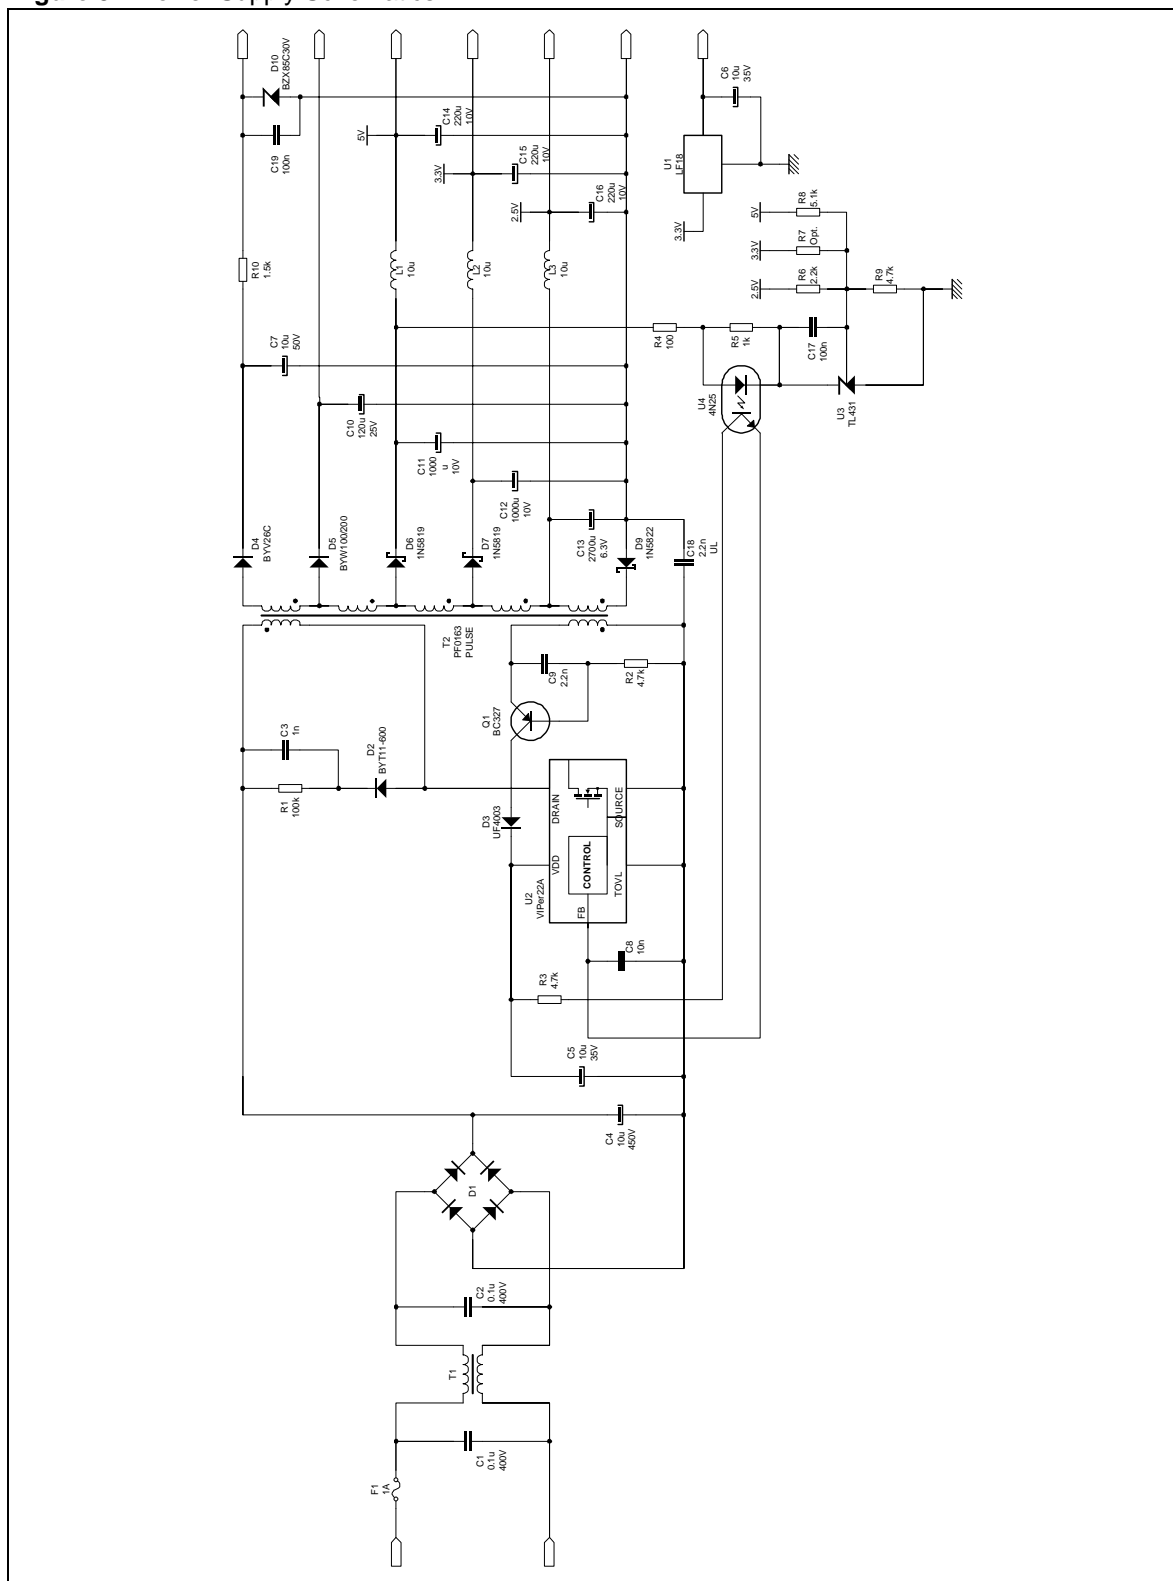 D10
BZX85C30V
C19
100n
R10
1.5k
C7
10u
50V
D4
BYV26C
C10
120u
25V
D5
BYW100/200
5V
C14
220u
10V
L1
10u
C11
1000
u
10V
D6
1N5819
3.3V
C15
220u
10V
L2
10u
C12
1000u
10V
D7
1N5819
2.5V
C16
220u
10V
L3
10u
C13
2700u
6.3V
D9
1N5822
C18
2.2n
UL
U1
LF18
3.3V
C6
10u
35V
5V
R8
5.1k
3.3V
R7
Opt.
2.5V
R6
2.2k
R9
4.7k
R4
100
R5
1k
C17
100n
U4
4N25
U3
TL431
T2
PF0163
PULSE
C3
1n
R1
100k
D2
BYT11-600
Q1
BC327
C9
2.2n
R2
4.7k
D3
UF4003
U2
VIPer22A
DRAIN
SOURCE
VDD
CONTROL
TOVL
FB
C8
10n
R3
4.7k
C5
10u
35V
C4
10u
450V
D1
C2
0.1u
400V
T1
C1
0.1u
400V
F1
1A